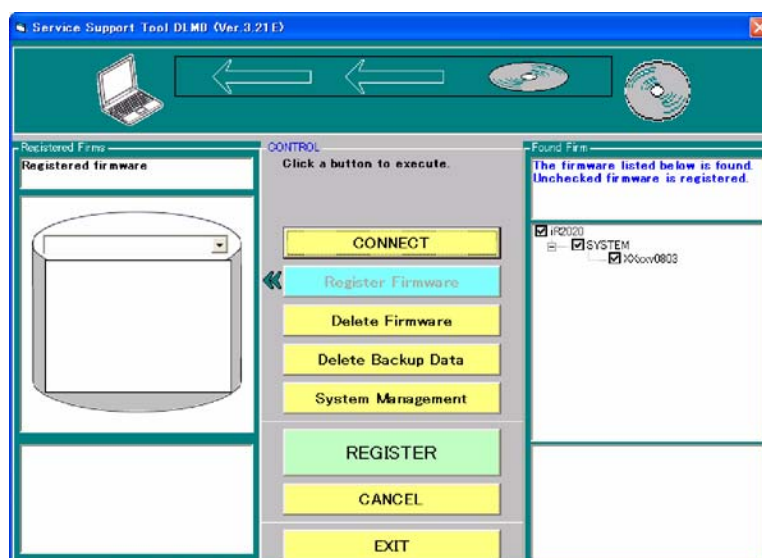 Service Support Tool DEMO (Ver.3.21E)
Registered Firms
Registered firmware
CONTROL
Click a button to execute.
CONNECT
Register Firmware
Delete Firmware
Delete Backup Data
System Management
REGISTER
CANCEL
EXIT
Found Firm
The firmware listed below is found.
Unchecked firmware is registered.
iR2020
SYSTEM
XXxxv0803